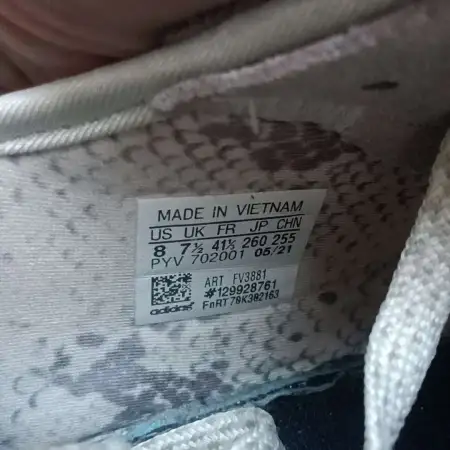 MADE IN VIETNAM
US UK FR JP CHN
8 7½ 41⅓ 260 255
PYV 702001 05/21
ART FV3881
#129928761
adidas EnRT79K382163